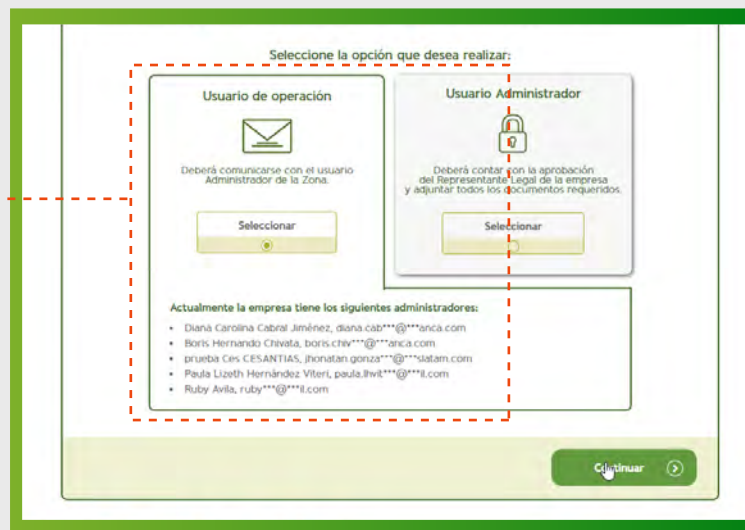 Seleccione la opción que desea realizar:
Usuario de operación
Deberá comunicarse con el usuario
Administrador de la Zona.
Seleccionar
Usuario Administrador
Deberá contar con la aprobación
del Representante Legal de la empresa
y adjuntar todos los documentos requeridos.
Seleccionar
Actualmente la empresa tiene los siguientes administradores:
• Diana Carolina Cabral Jiménez, diana.cab***@***anca.com
• Boris Hernando Chivata, boris.chiv***@***anca.com
• prueba Ces CESANTIAS, jhonatan.gonza***@***slatam.com
• Paula Lizeth Hernández Viteri, paula.lhvit***@***il.com
• Ruby Avila, ruby***@***il.com
Continuar